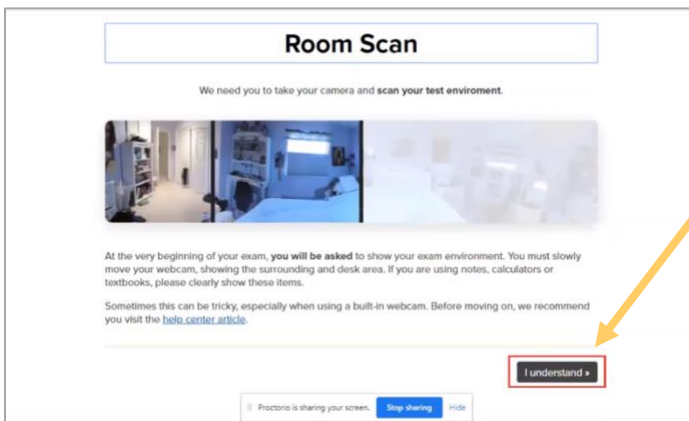 Room Scan
We need you to take your camera and scan your test enviroment.
At the very beginning of your exam, you will be asked to show your exam environment. You must slowly
move your webcam, showing the surrounding and desk area. If you are using notes, calculators or
textbooks, please clearly show these items.
Sometimes this can be tricky, especially when using a built-in webcam. Before moving on, we recommend
you visit the help center article.
I understand »
Proctorio is sharing your screen.
Stop sharing
Hide